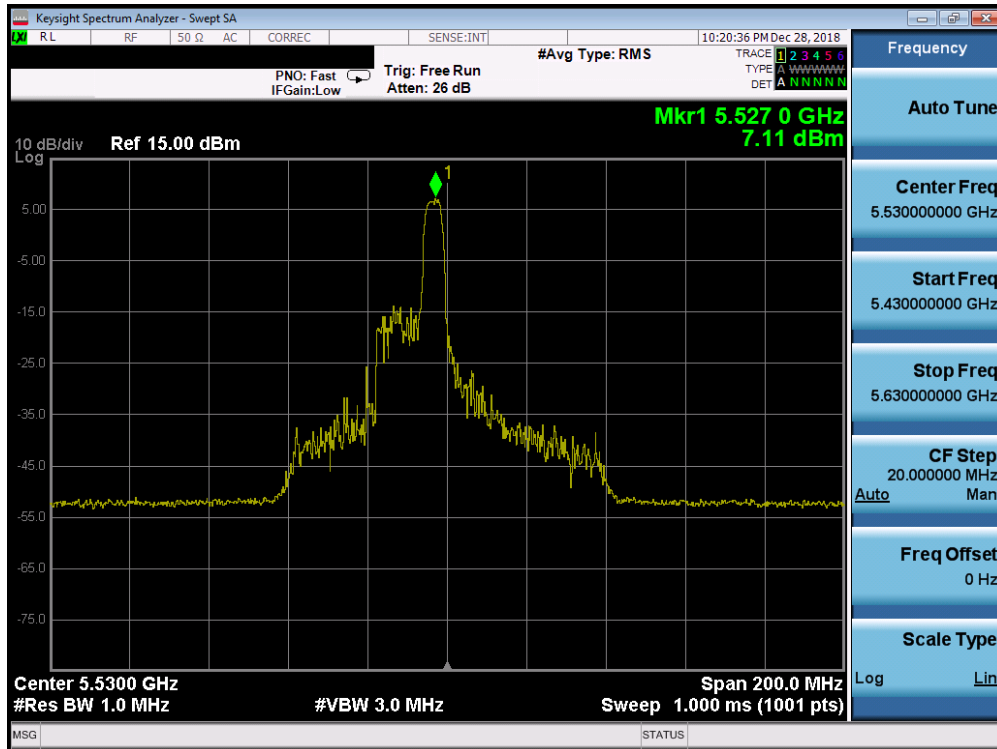 Keysight Spectrum Analyzer - Swept SA
LXI RL RF 50 Ω AC CORREC SENSE:INT 10:20:36 PM Dec 28, 2018
#Avg Type: RMS
TRACE 1 2 3 4 5 6
TYPE A WWWWW
DET A N N N N N
PNO: Fast
IFGain:Low
Trig: Free Run
Atten: 26 dB
Mkr1 5.527 0 GHz
7.11 dBm
10 dB/div Ref 15.00 dBm
Log
1
5.00
-5.00
-15.0
-25.0
-35.0
-45.0
-55.0
-65.0
-75.0
Center 5.5300 GHz Span 200.0 MHz
#Res BW 1.0 MHz #VBW 3.0 MHz Sweep 1.000 ms (1001 pts)
MSG STATUS
Frequency
Auto Tune
Center Freq
5.530000000 GHz
Start Freq
5.430000000 GHz
Stop Freq
5.630000000 GHz
CF Step
20.000000 MHz
Auto Man
Freq Offset
0 Hz
Scale Type
Log Lin